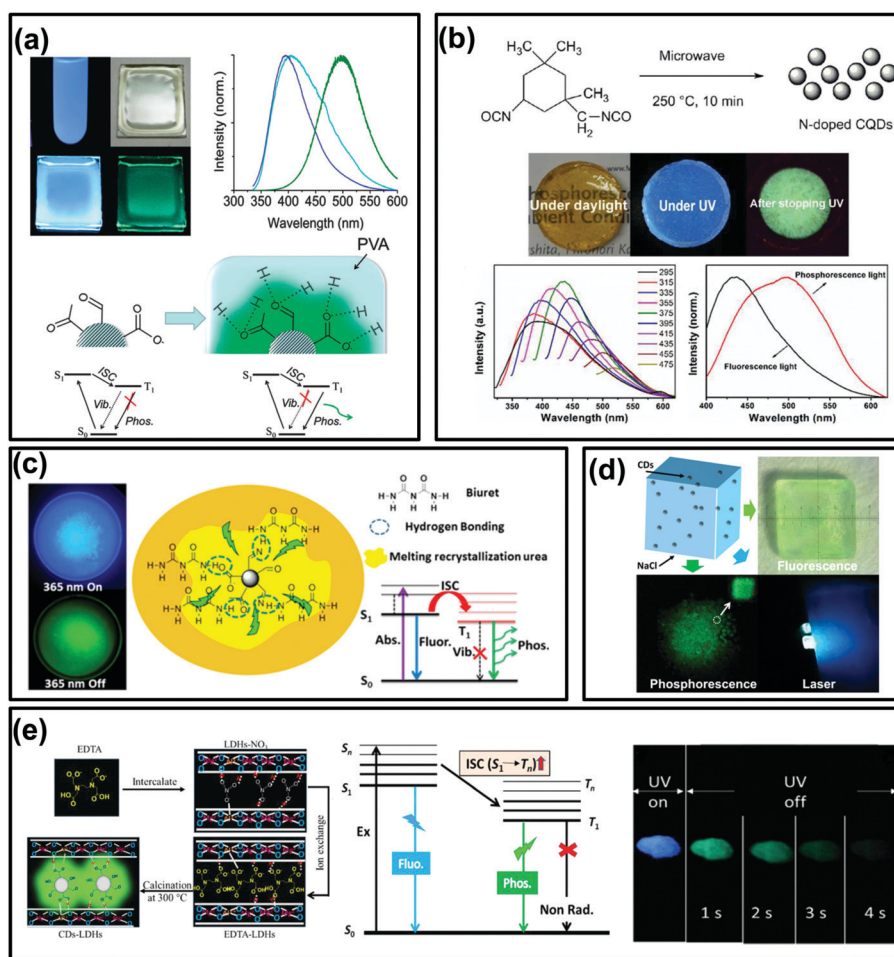 (a)
Intensity (norm.)
300 350 400 450 500 550 600
Wavelength (nm)
PVA
O
O
O
O-
H
H
H
H
H
H
O
O
O
O
S1
ISC
T1
Vib.
Phos.
S0
S1
ISC
T1
Vib.
Phos.
S0
(b)
H3C
CH3
CH3
OCN
C—NCO
H2
Microwave
250 °C, 10 min
N-doped CQDs
Under daylight
Under UV
After stopping UV
Intensity (a.u.)
295
315
335
355
375
395
415
435
455
475
350 400 450 500 550 600
Wavelength (nm)
Intensity (norm.)
Phosphorescence light
Fluorescence light
400 450 500 550 600
Wavelength (nm)
(c)
365 nm On
365 nm Off
Biuret
Hydrogen Bonding
Melting recrystallization urea
ISC
S1
T1
Abs.
Fluor.
Vib.
Phos.
S0
(d)
CDs
NaCl
Fluorescence
Phosphorescence
Laser
(e)
EDTA
Intercalate
LDHs-NO3
Ion exchange
Calcination
at 300 °C
CDs-LDHs
EDTA-LDHs
Sn
S1
ISC (S1→Tn)
Tn
T1
Ex
Fluo.
Phos.
Non Rad.
S0
UV
on
UV
off
1 s
2 s
3 s
4 s